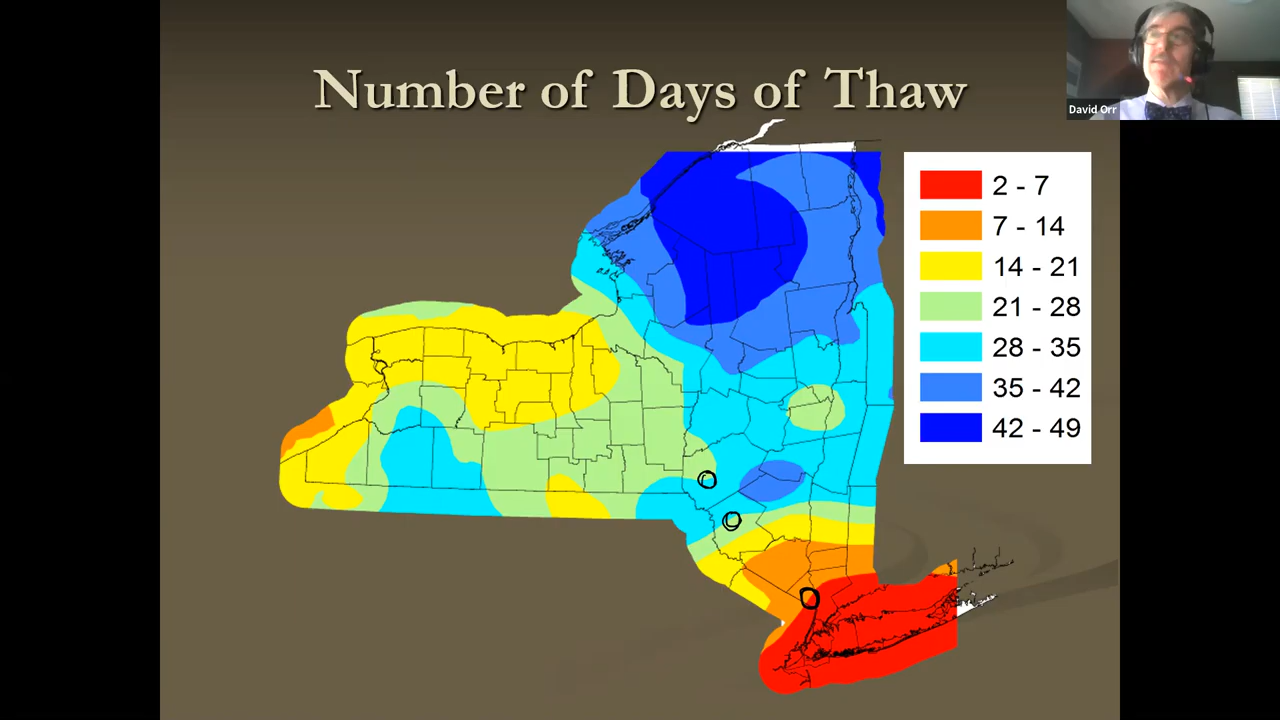 Number of Days of Thaw
David Orr
2 - 7
7 - 14
14 - 21
21 - 28
28 - 35
35 - 42
42 - 49